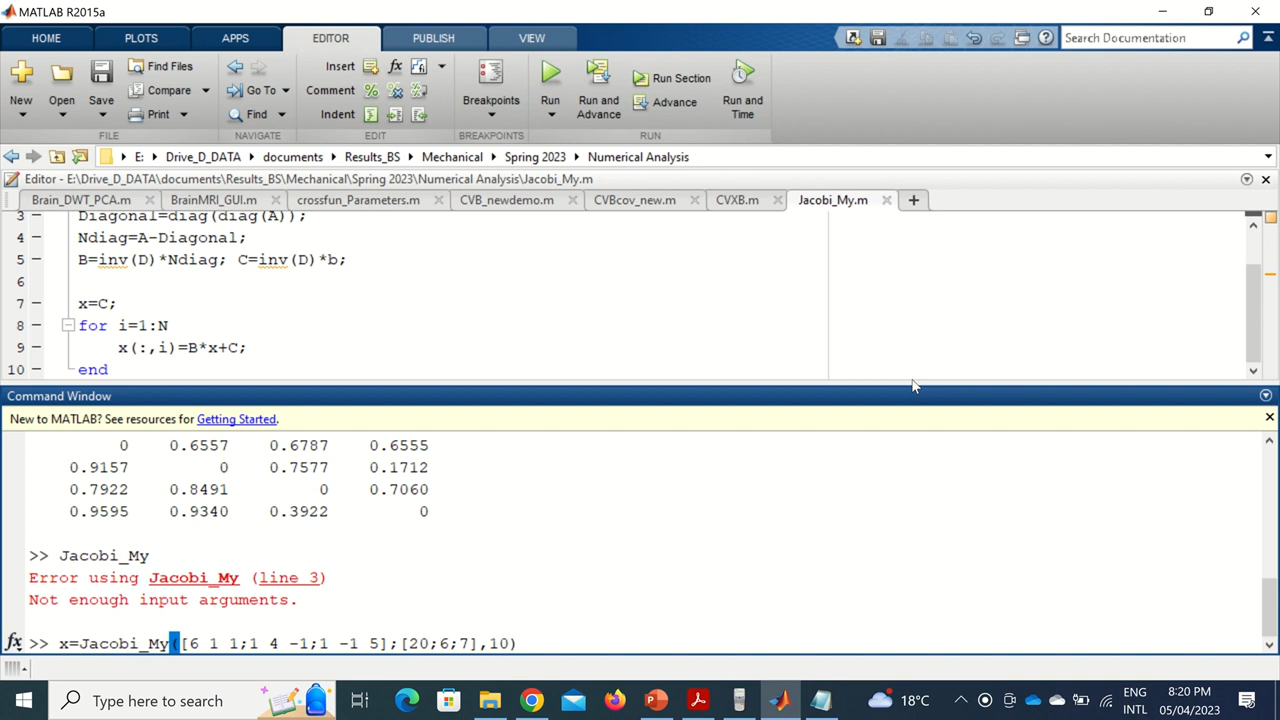 MATLAB R2015a
HOME PLOTS APPS EDITOR PUBLISH VIEW Search Documentation
New Open Save Find Files Compare Print
Go To Find
Insert fx Comment % Indent
Breakpoints
Run Run and Advance Run Section Advance Run and Time
FILE NAVIGATE EDIT BREAKPOINTS RUN
E: Drive_D_DATA documents Results_BS Mechanical Spring 2023 Numerical Analysis
Editor - E:\Drive_D_DATA\documents\Results_BS\Mechanical\Spring 2023\Numerical Analysis\Jacobi_My.m
Brain_DWT_PCA.m BrainMRI_GUI.m crossfun_Parameters.m CVB_newdemo.m CVBcov_new.m CVXB.m Jacobi_My.m
3 Diagonal=diag(diag(A));
4 Ndiag=A-Diagonal;
5 B=inv(D)*Ndiag; C=inv(D)*b;
6
7 x=C;
8 for i=1:N
9 x(:,i)=B*x+C;
10 end
Command Window
New to MATLAB? See resources for Getting Started.
0 0.6557 0.6787 0.6555
0.9157 0 0.7577 0.1712
0.7922 0.8491 0 0.7060
0.9595 0.9340 0.3922 0
>> Jacobi_My
Error using Jacobi_My (line 3)
Not enough input arguments.
fx >> x=Jacobi_My([6 1 1;1 4 -1;1 -1 5];[20;6;7],10)
Type here to search 18°C ENG 8:20 PM
INTL 05/04/2023